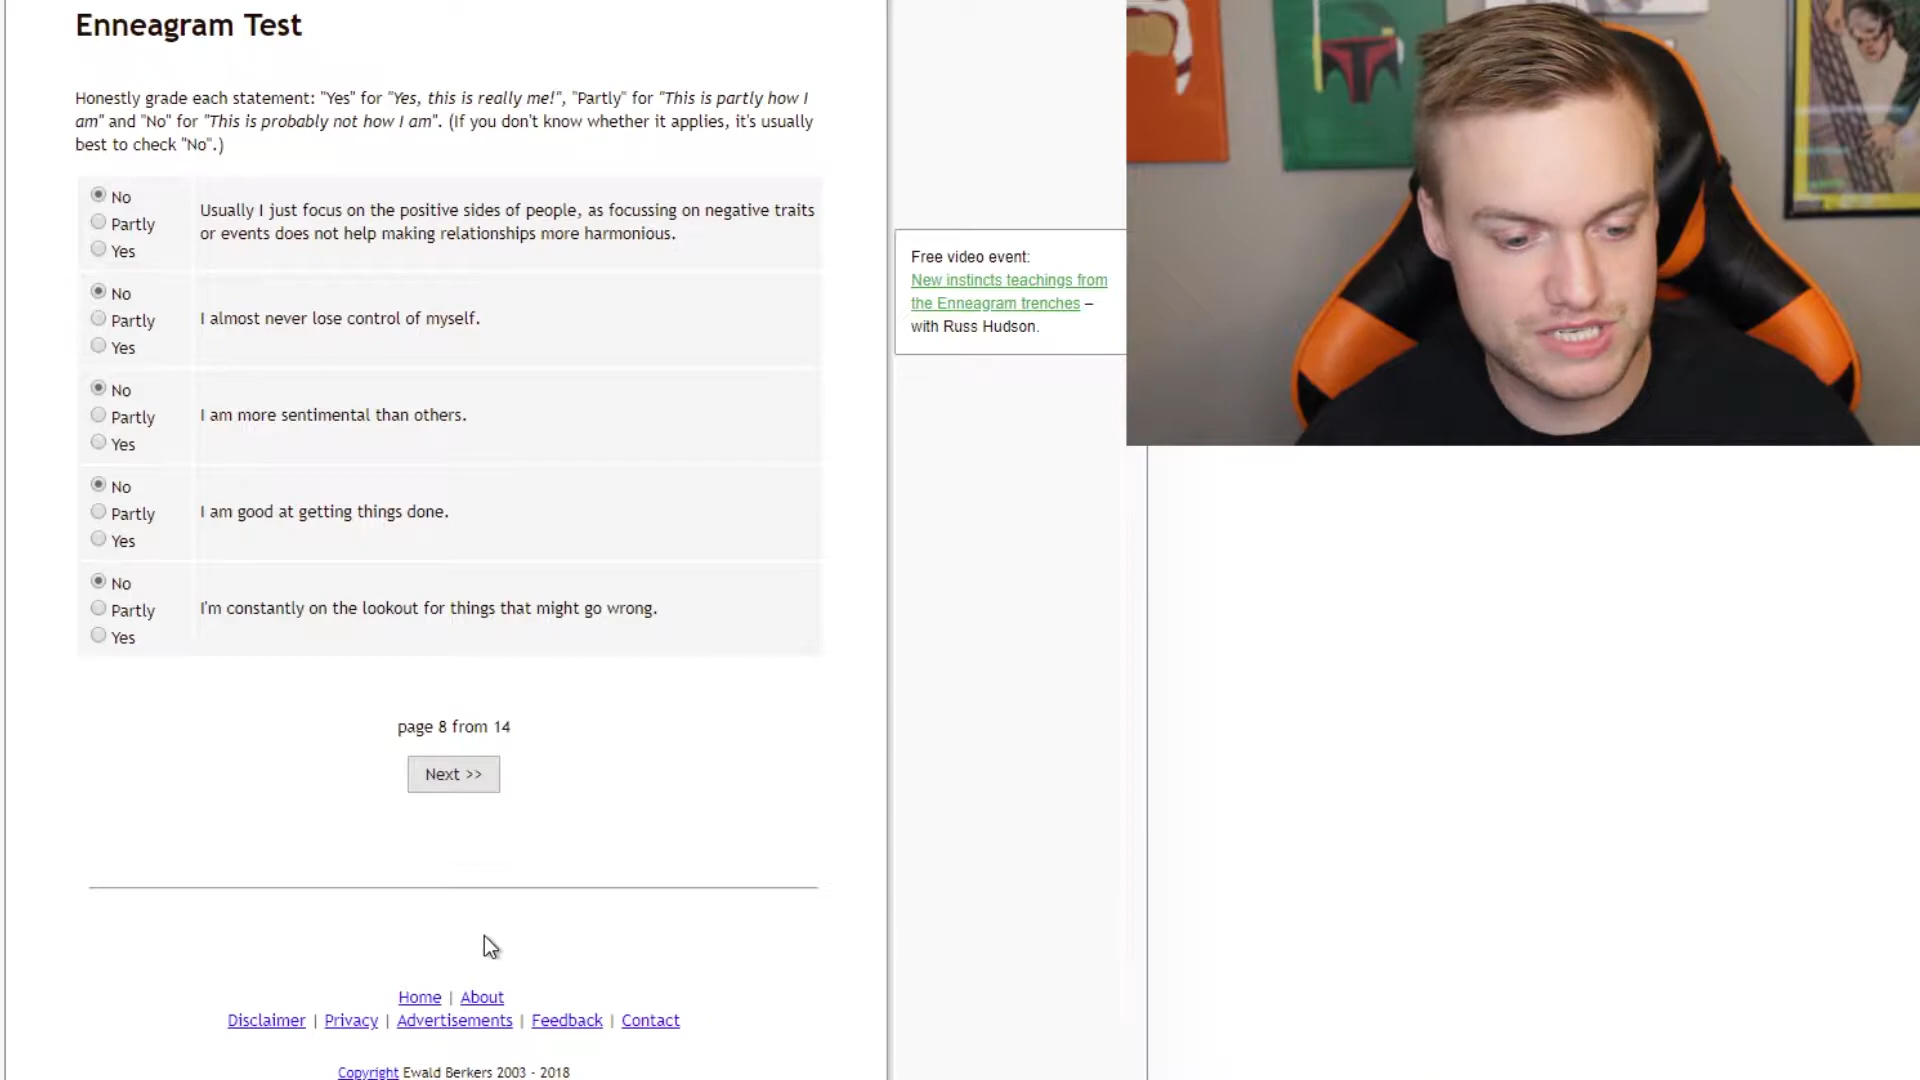 Enneagram Test
Honestly grade each statement: "Yes" for "Yes, this is really me!", "Partly" for "This is partly how I
am" and "No" for "This is probably not how I am". (If you don't know whether it applies, it's usually
best to check "No".)
No
Partly
Yes
Usually I just focus on the positive sides of people, as focussing on negative traits
or events does not help making relationships more harmonious.
No
Partly
Yes
I almost never lose control of myself.
No
Partly
Yes
I am more sentimental than others.
No
Partly
Yes
I am good at getting things done.
No
Partly
Yes
I'm constantly on the lookout for things that might go wrong.
page 8 from 14
Next >>
Home | About
Disclaimer | Privacy | Advertisements | Feedback | Contact
Copyright Ewald Berkers 2003 - 2018
Free video event:
New instincts teachings from
the Enneagram trenches –
with Russ Hudson.